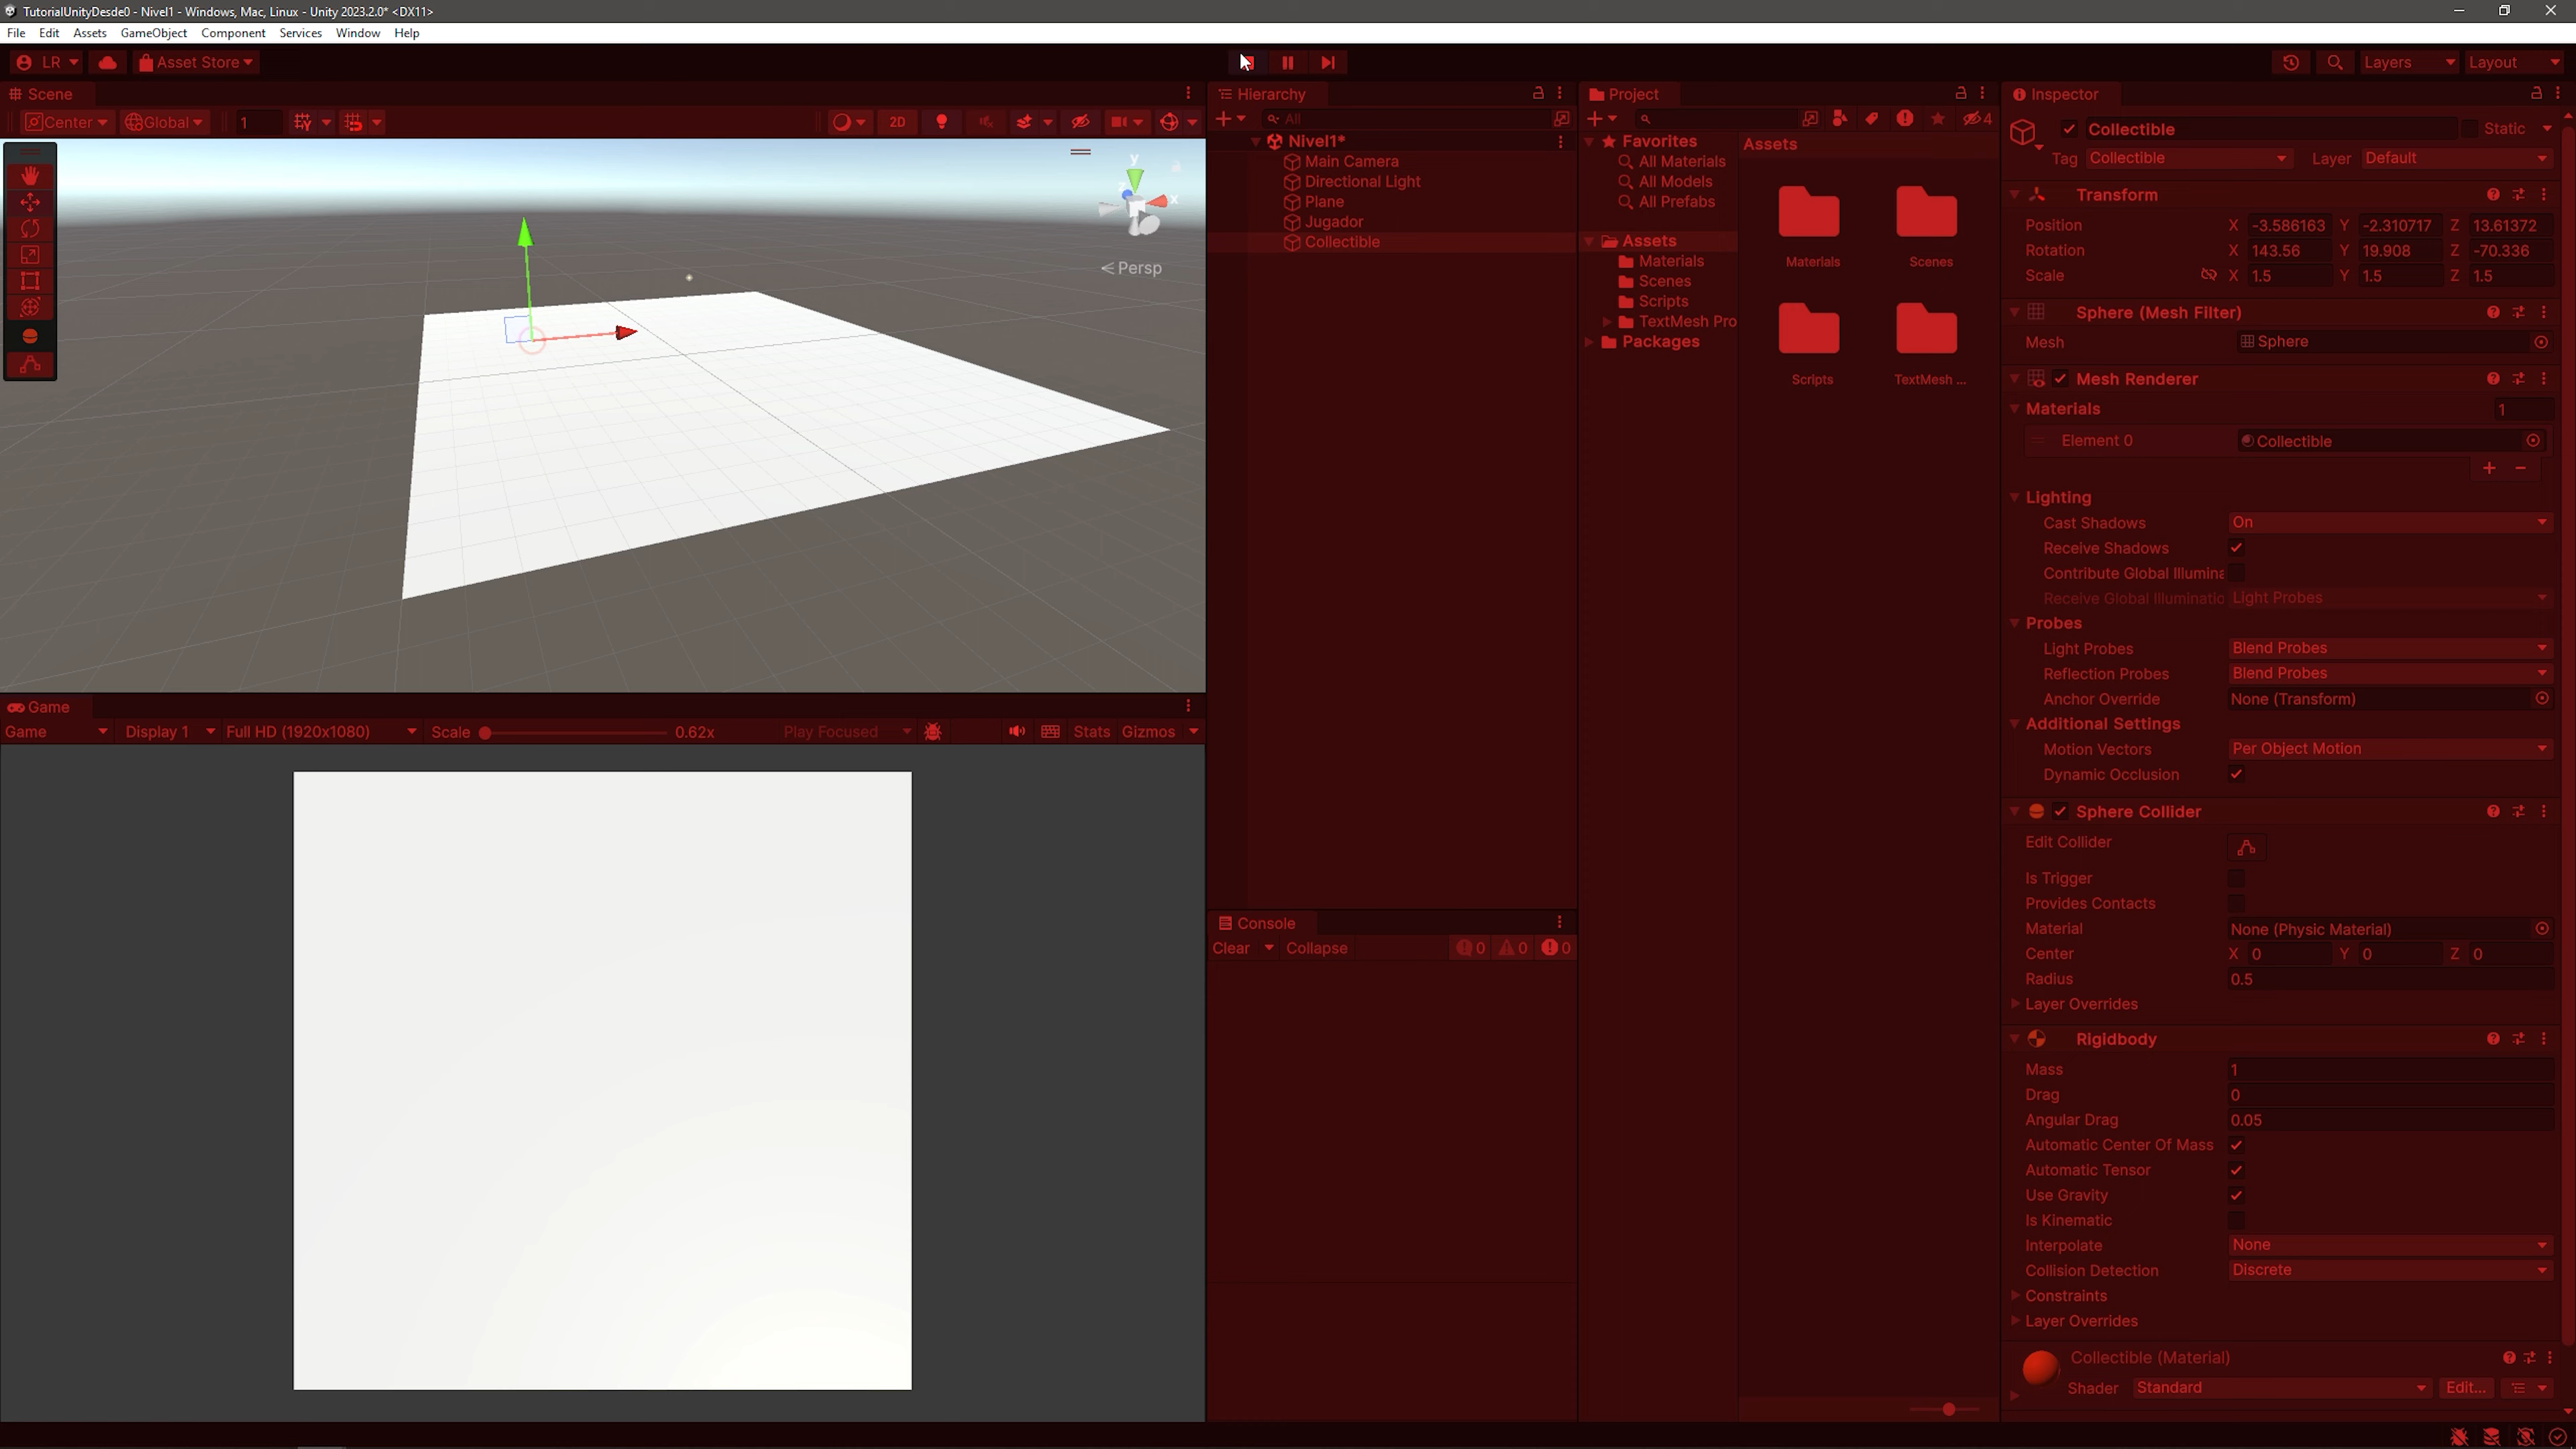 TutorialUnityDesde0 - Nivel1 - Windows, Mac, Linux - Unity 2023.2.0* <DX11>
File Edit Assets GameObject Component Services Window Help
LR Asset Store Layers Layout
Scene
Center Global 1 2D
y
x
Persp
Game
Game Display 1 Full HD (1920x1080) Scale 0.62x Play Focused Stats Gizmos
Hierarchy
All
Nivel1*
Main Camera
Directional Light
Plane
Jugador
Collectible
Console
Clear Collapse 0 0 0
Project
4
Favorites
All Materials
All Models
All Prefabs
Assets
Materials
Scenes
Scripts
TextMesh Pro
Packages
Assets
Materials Scenes
Scripts TextMesh ...
Inspector
Collectible Static
Tag Collectible Layer Default
Transform
Position X -3.586163 Y -2.310717 Z 13.61372
Rotation X 143.56 Y 19.908 Z -70.336
Scale X 1.5 Y 1.5 Z 1.5
Sphere (Mesh Filter)
Mesh Sphere
Mesh Renderer
Materials 1
Element 0 Collectible
Lighting
Cast Shadows On
Receive Shadows
Contribute Global Illumina
Receive Global Illuminatic Light Probes
Probes
Light Probes Blend Probes
Reflection Probes Blend Probes
Anchor Override None (Transform)
Additional Settings
Motion Vectors Per Object Motion
Dynamic Occlusion
Sphere Collider
Edit Collider
Is Trigger
Provides Contacts
Material None (Physic Material)
Center X 0 Y 0 Z 0
Radius 0.5
Layer Overrides
Rigidbody
Mass 1
Drag 0
Angular Drag 0.05
Automatic Center Of Mass
Automatic Tensor
Use Gravity
Is Kinematic
Interpolate None
Collision Detection Discrete
Constraints
Layer Overrides
Collectible (Material)
Shader Standard Edit...